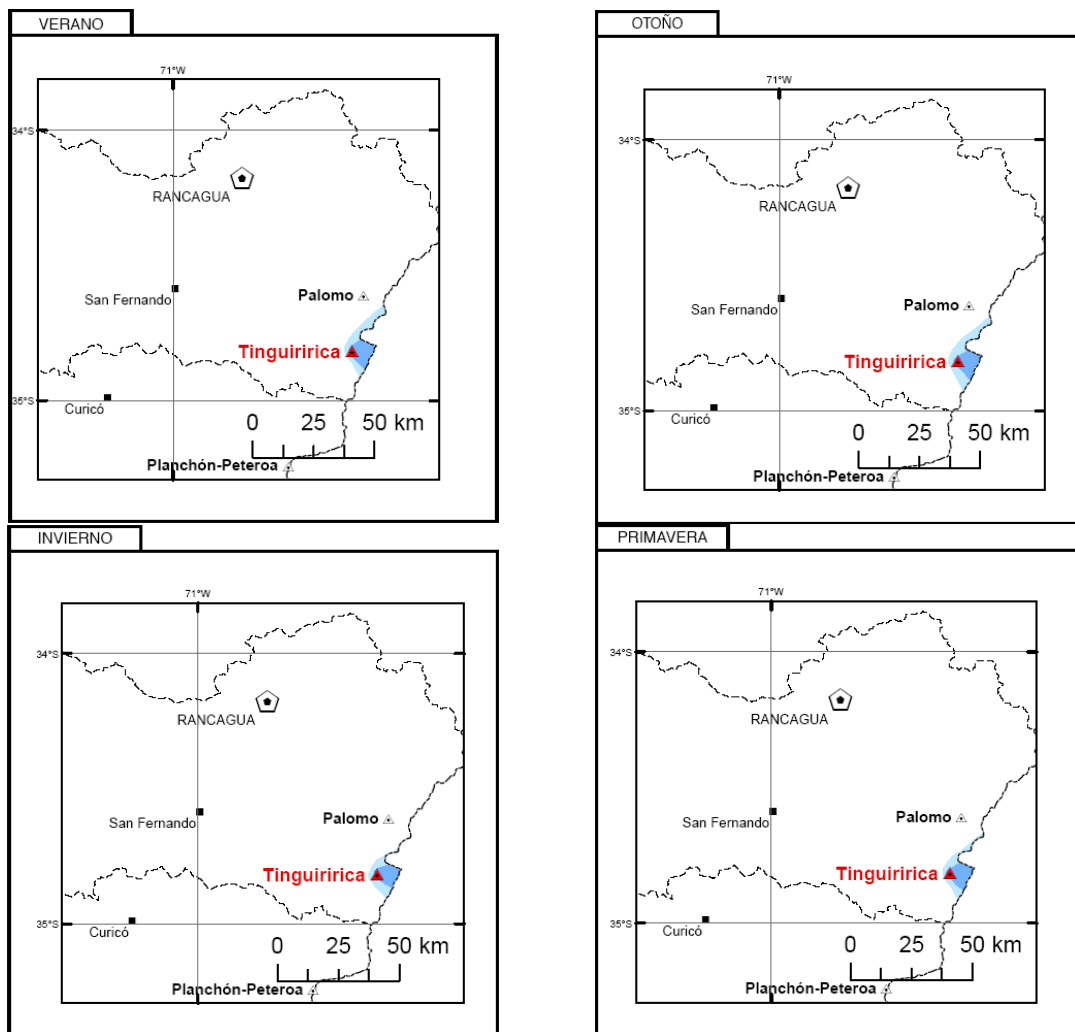 VERANO
71°W
34°S
RANCAGUA
San Fernando
Palomo
Tinguiririca
35°S
Curicó
0 25 50 km
Planchón-Peteroa
OTOÑO
71°W
34°S
RANCAGUA
San Fernando
Palomo
Tinguiririca
35°S
Curicó
0 25 50 km
Planchón-Peteroa
INVIERNO
71°W
34°S
RANCAGUA
San Fernando
Palomo
Tinguiririca
35°S
Curicó
0 25 50 km
Planchón-Peteroa
PRIMAVERA
71°W
34°S
RANCAGUA
San Fernando
Palomo
Tinguiririca
35°S
Curicó
0 25 50 km
Planchón-Peteroa